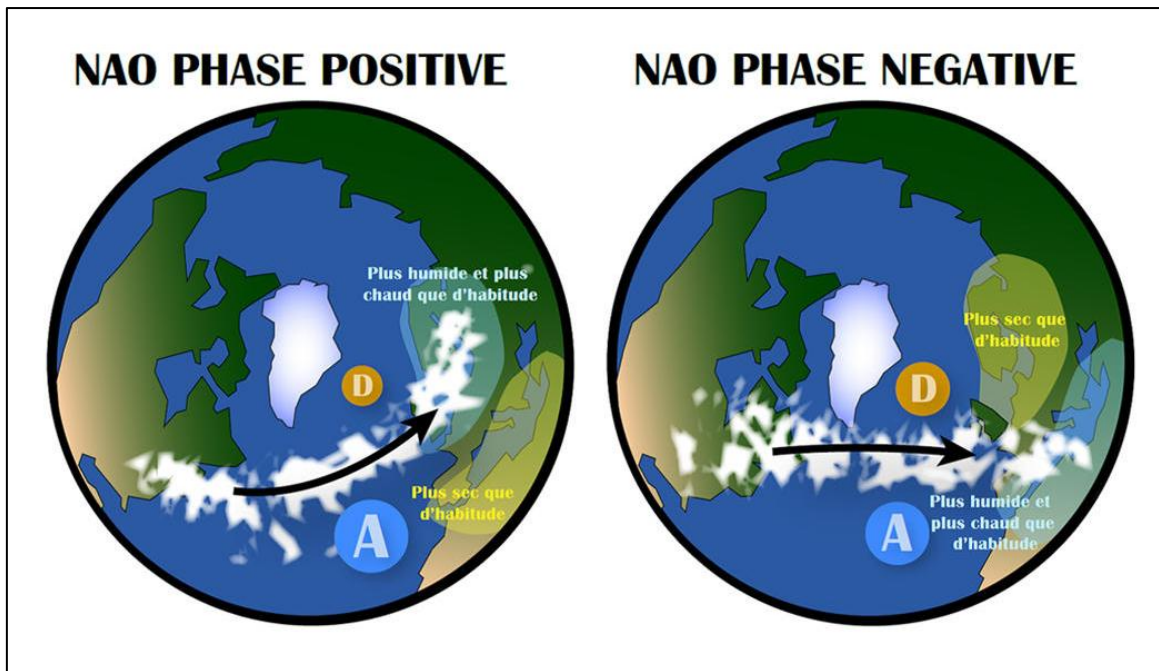 NAO PHASE POSITIVE
Plus humide et plus
chaud que d'habitude
D
Plus sec que
d'habitude
A
NAO PHASE NEGATIVE
Plus sec que
d'habitude
D
Plus humide et
plus chaud que
d'habitude
A